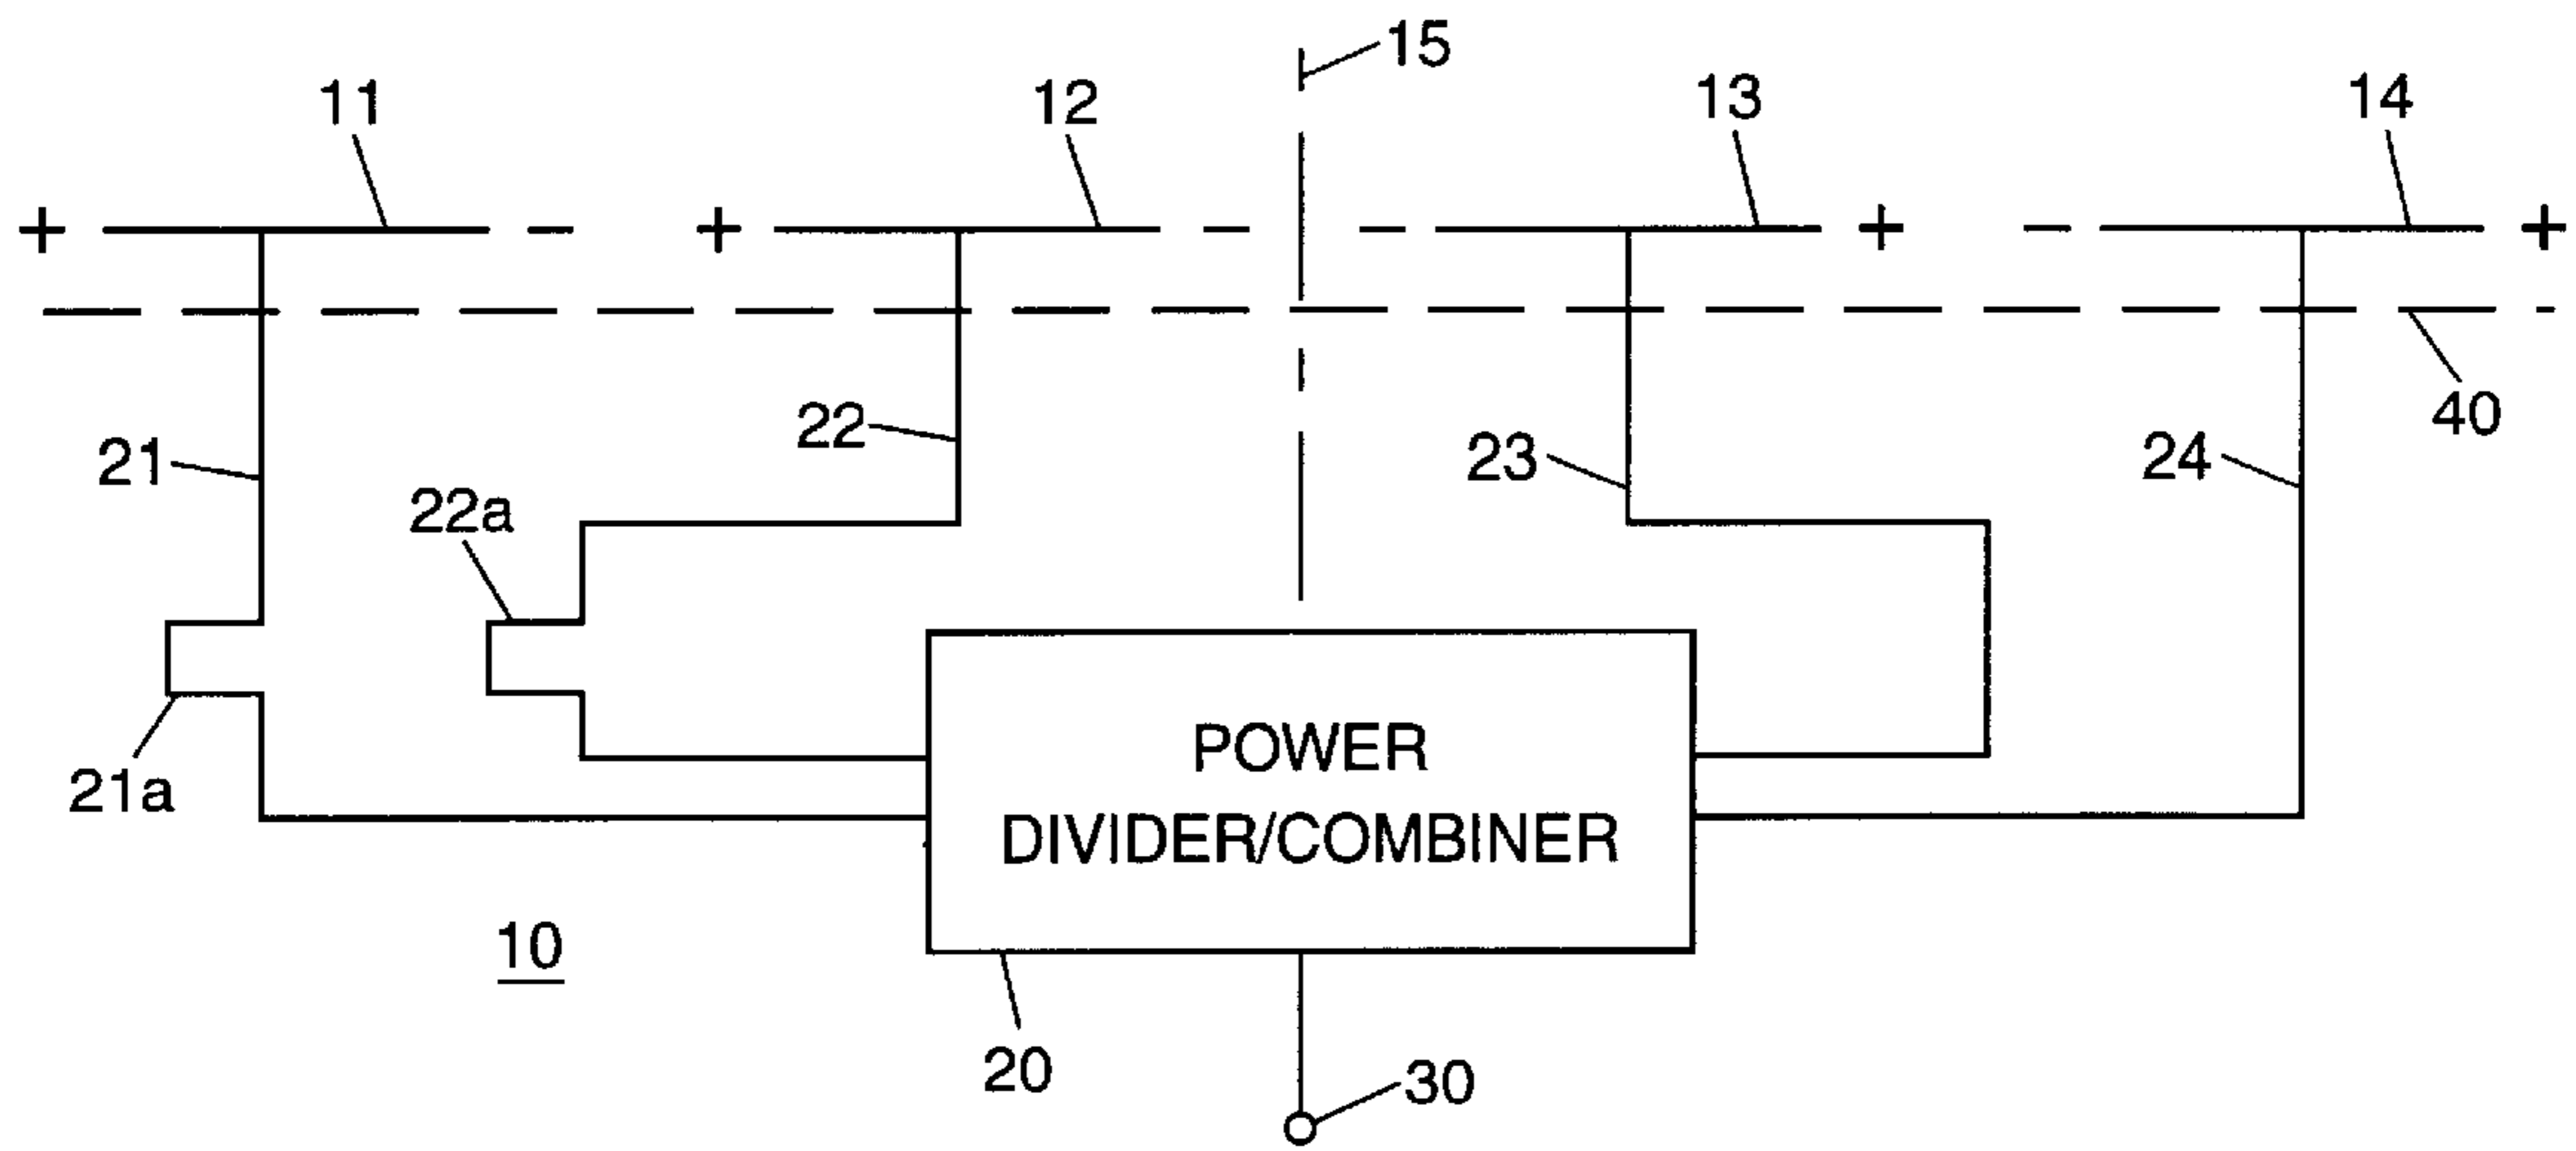 15
11
12
13
14
+ − + − − + − +
40
22
21
23
24
22a
POWER
DIVIDER/COMBINER
21a
10
20
30